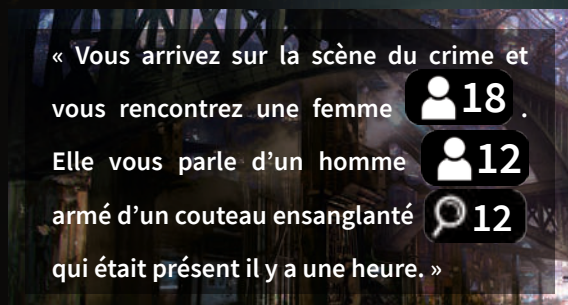 « Vous arrivez sur la scène du crime et
vous rencontrez une femme 18 .
Elle vous parle d'un homme 12
armé d'un couteau ensanglanté 12
qui était présent il y a une heure. »